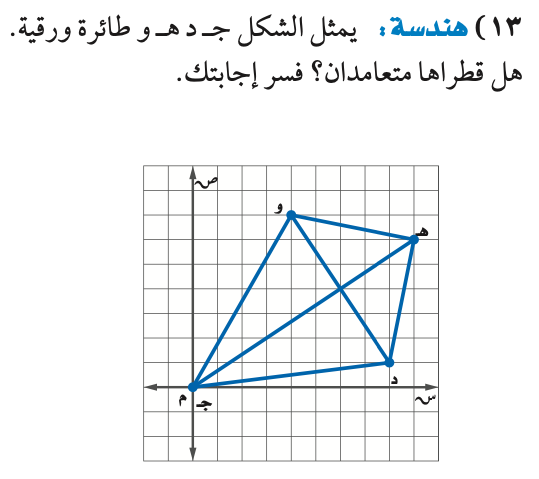 ١٣) هندسة: يمثل الشكل جـ د هـ و طائرة ورقية.
هل قطراها متعامدان؟ فسر إجابتك.
ص
و
هـ
د
س
م
جـ